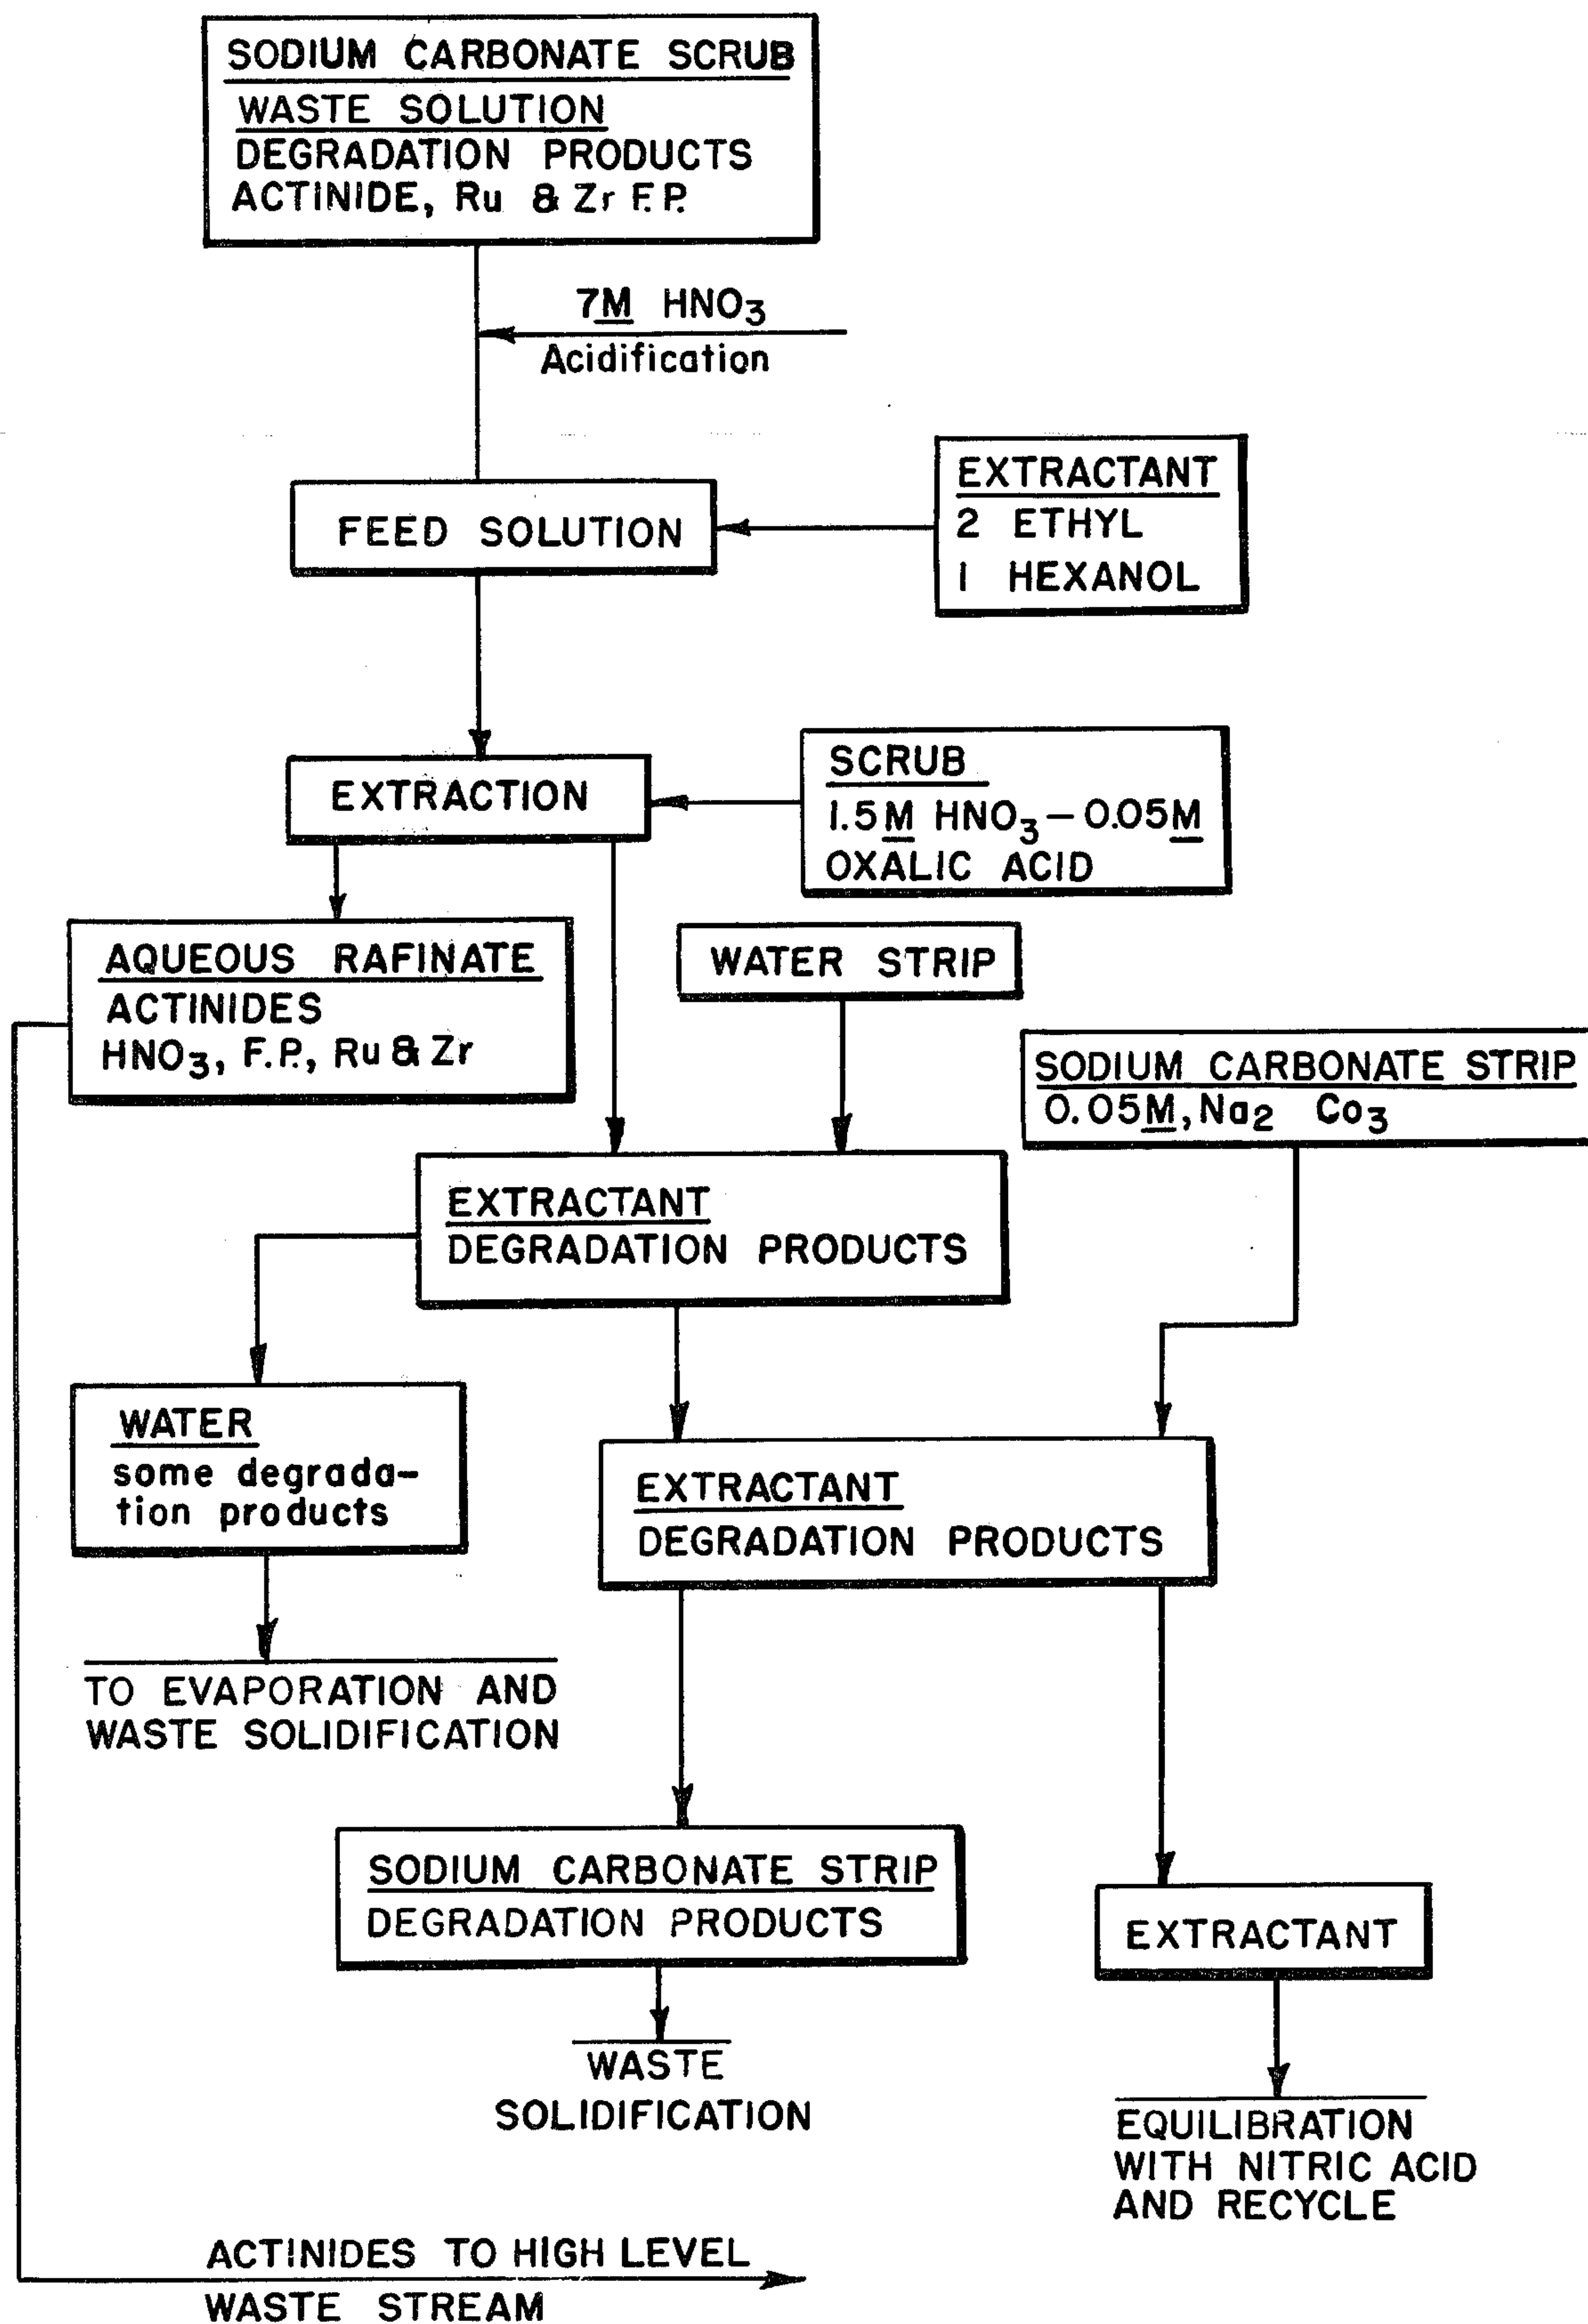 SODIUM CARBONATE SCRUB
WASTE SOLUTION
DEGRADATION PRODUCTS
ACTINIDE, Ru & Zr F.P.
7M HNO3
Acidification
FEED SOLUTION
EXTRACTANT
2 ETHYL
1 HEXANOL
EXTRACTION
SCRUB
1.5M HNO3-0.05M
OXALIC ACID
AQUEOUS RAFINATE
ACTINIDES
HNO3, F.P., Ru & Zr
WATER STRIP
SODIUM CARBONATE STRIP
0.05M, Na2 Co3
EXTRACTANT
DEGRADATION PRODUCTS
WATER
some degrada-
tion products
EXTRACTANT
DEGRADATION PRODUCTS
TO EVAPORATION AND
WASTE SOLIDIFICATION
SODIUM CARBONATE STRIP
DEGRADATION PRODUCTS
EXTRACTANT
WASTE
SOLIDIFICATION
EQUILIBRATION
WITH NITRIC ACID
AND RECYCLE
ACTINIDES TO HIGH LEVEL
WASTE STREAM